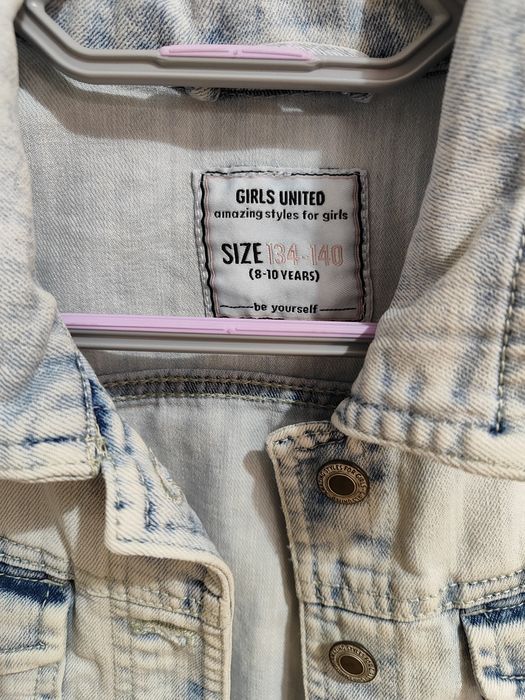 GIRLS UNITED
amazing styles for girls
SIZE 134-140
(8-10 YEARS)
be yourself